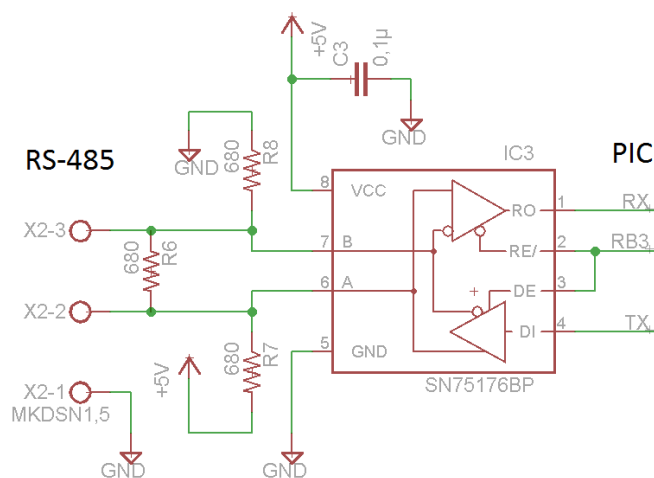 +5V
C3
0,1µ
GND
GND
680
R8
IC3
RS-485
PIC
8
VCC
RO
1
RX
X2-3
7
B
RE/
2
RB3
680
R6
X2-2
6
A
+
DE
3
DI
4
TX
5
GND
+5V
680
R7
SN75176BP
X2-1
MKDSN1,5
GND
GND